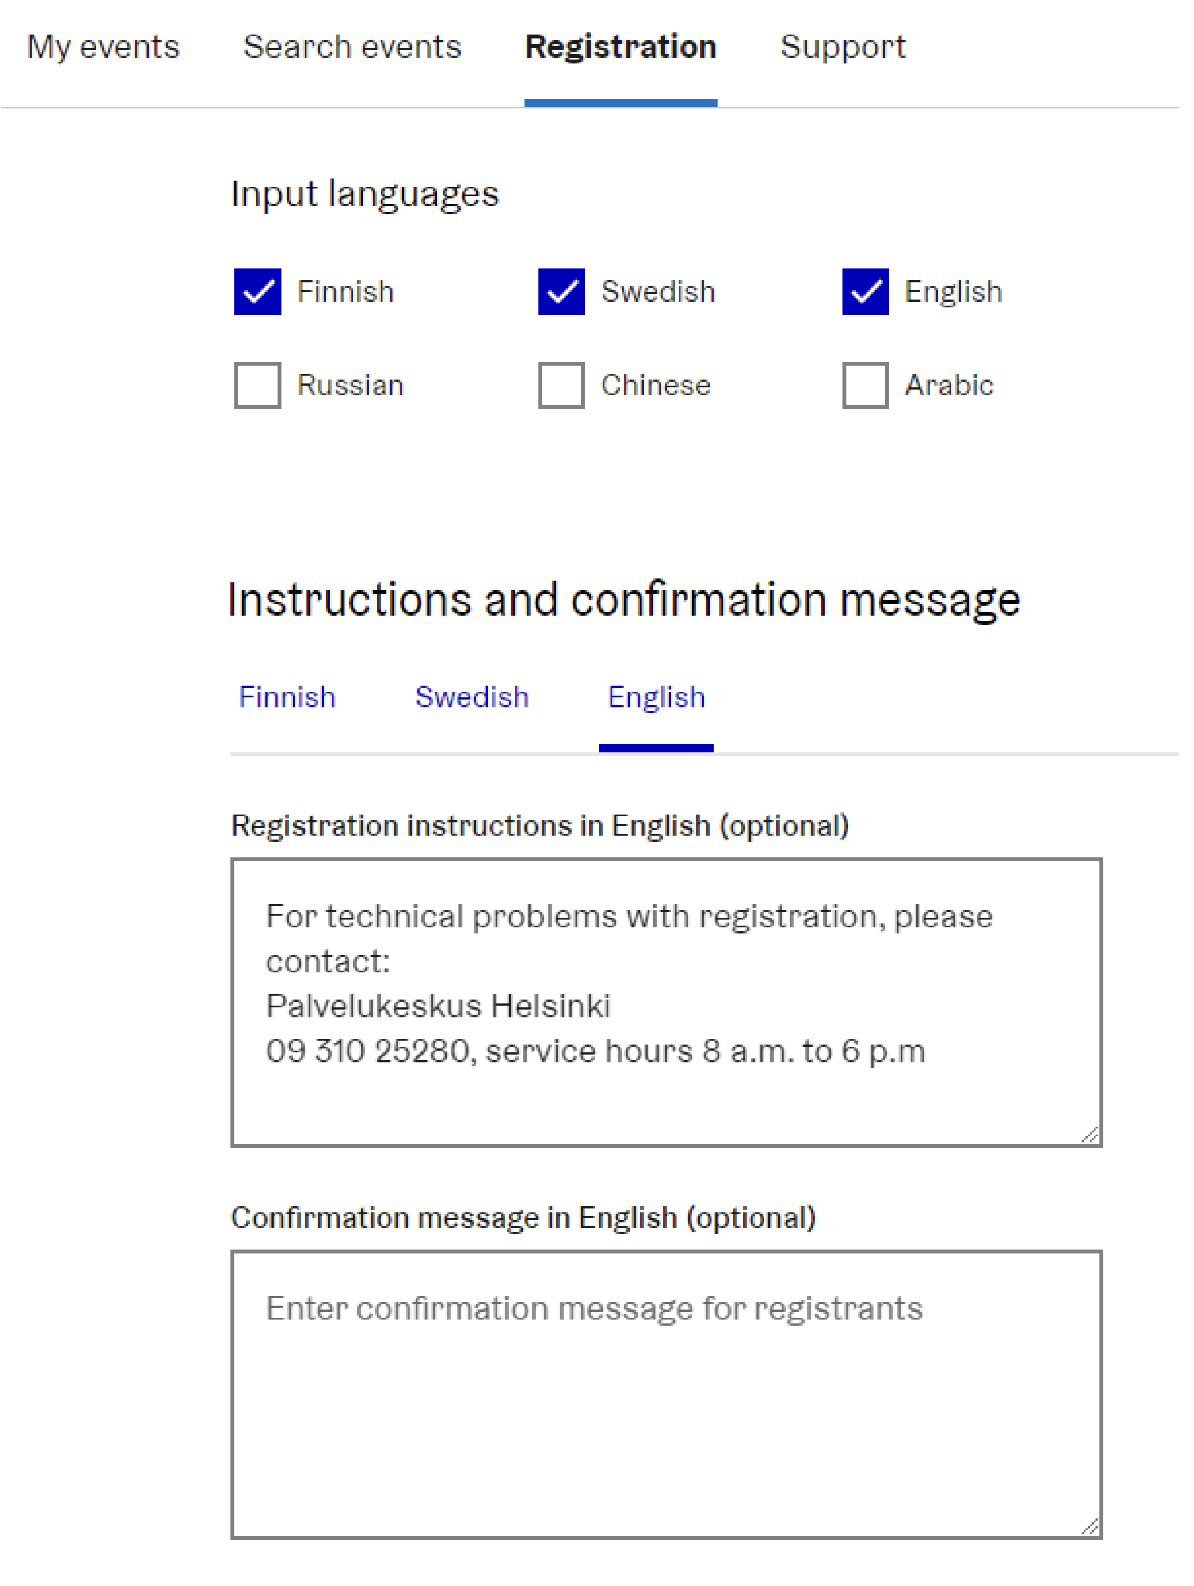 My events Search events Registration Support
Input languages
Finnish Swedish English
Russian Chinese Arabic
Instructions and confirmation message
Finnish Swedish English
Registration instructions in English (optional)
For technical problems with registration, please
contact:
Palvelukeskus Helsinki
09 310 25280, service hours 8 a.m. to 6 p.m
Confirmation message in English (optional)
Enter confirmation message for registrants